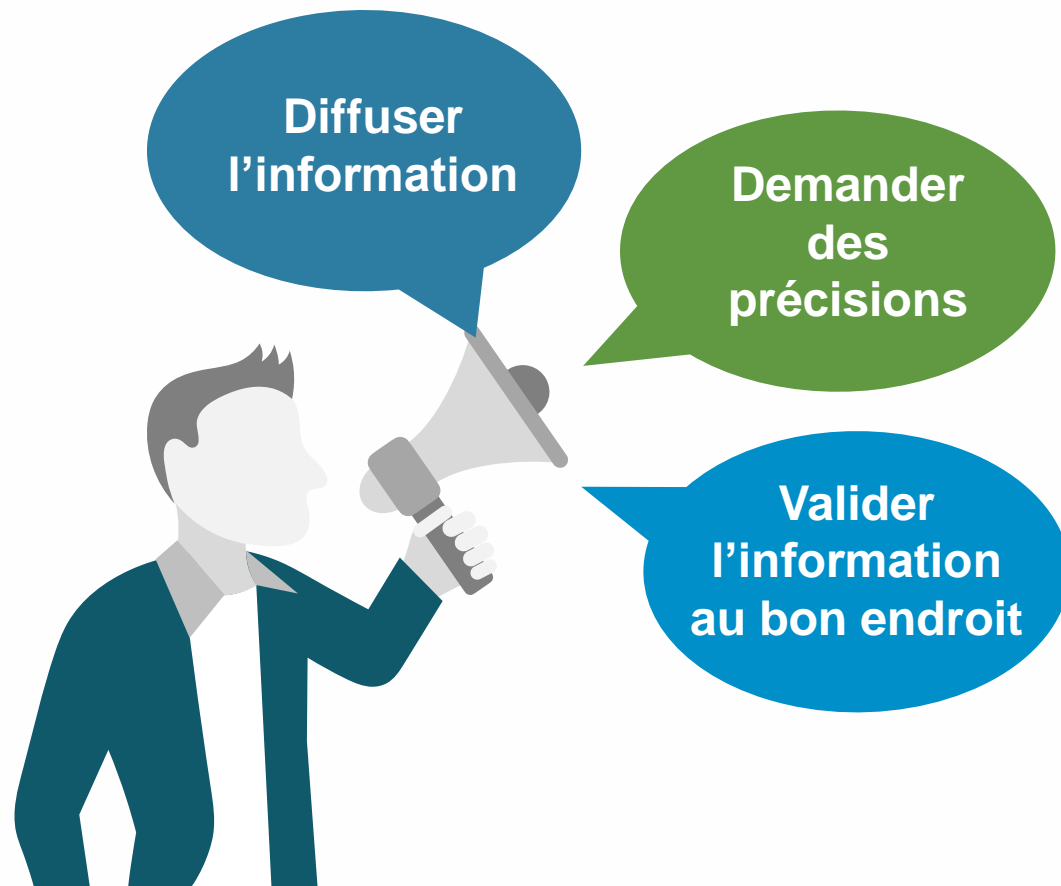 Diffuser
l’information
Demander
des
précisions
Valider
l’information
au bon endroit